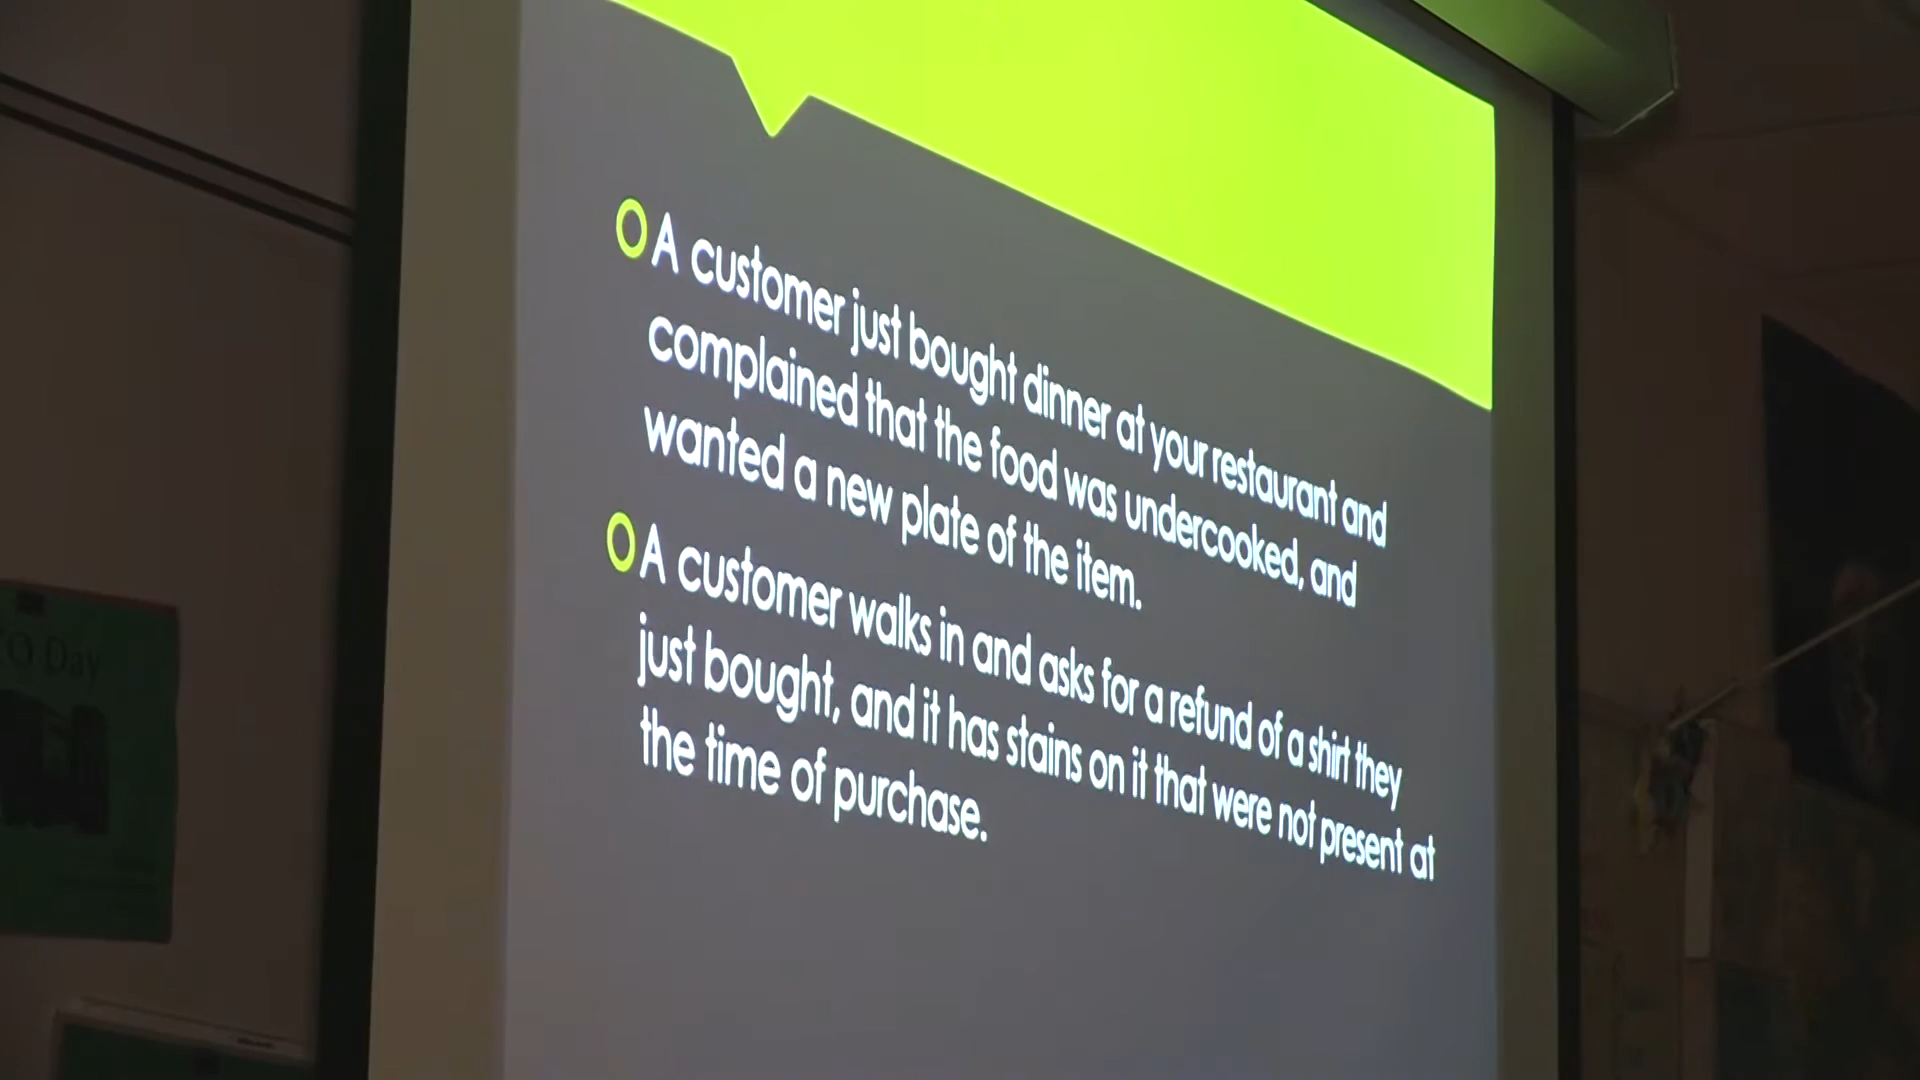 A customer just bought dinner at your restaurant and
complained that the food was undercooked, and
wanted a new plate of the item.
A customer walks in and asks for a refund of a shirt they
just bought, and it has stains on it that were not present at
the time of purchase.
Day